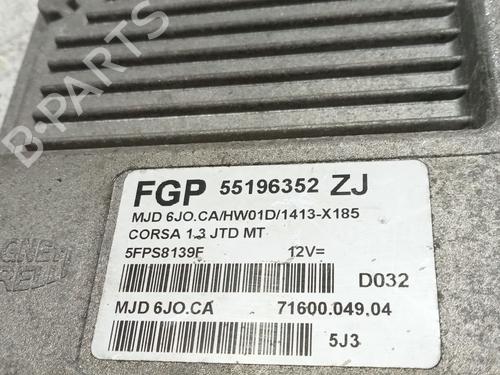 B-PARTS
FGP 55196352 ZJ
MJD 6JO.CA/HW01D/1413-X185
CORSA 1.3 JTD MT
5FPS8139F 12V=
D032
MJD 6JO.CA 71600.049.04
5J3